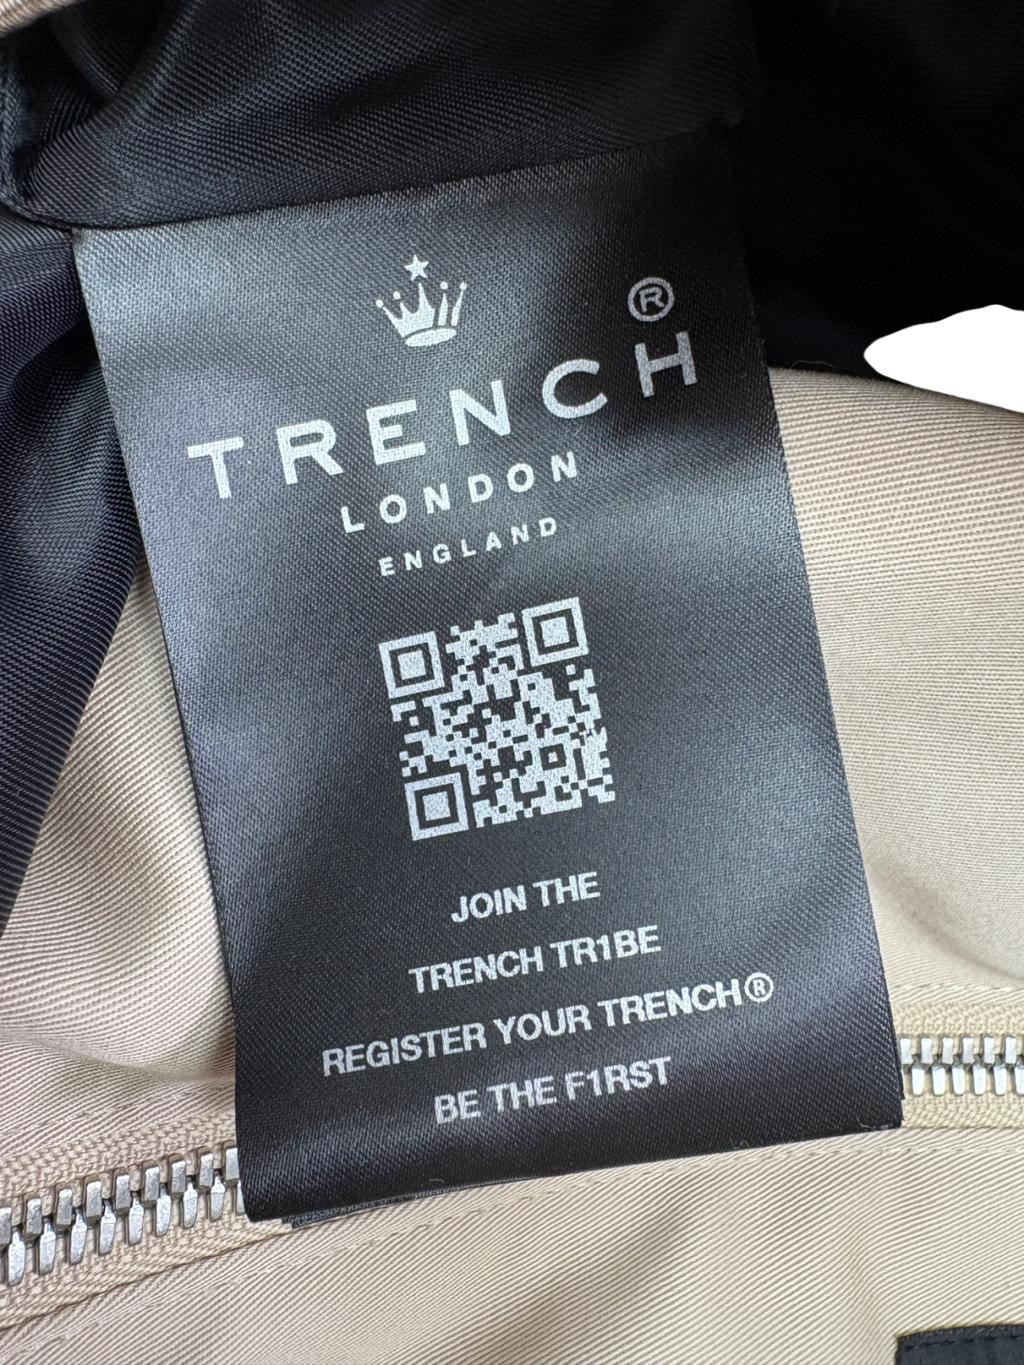 ®
TRENCH
LONDON
ENGLAND
JOIN THE
TRENCH TR1BE
REGISTER YOUR TRENCH®
BE THE F1RST